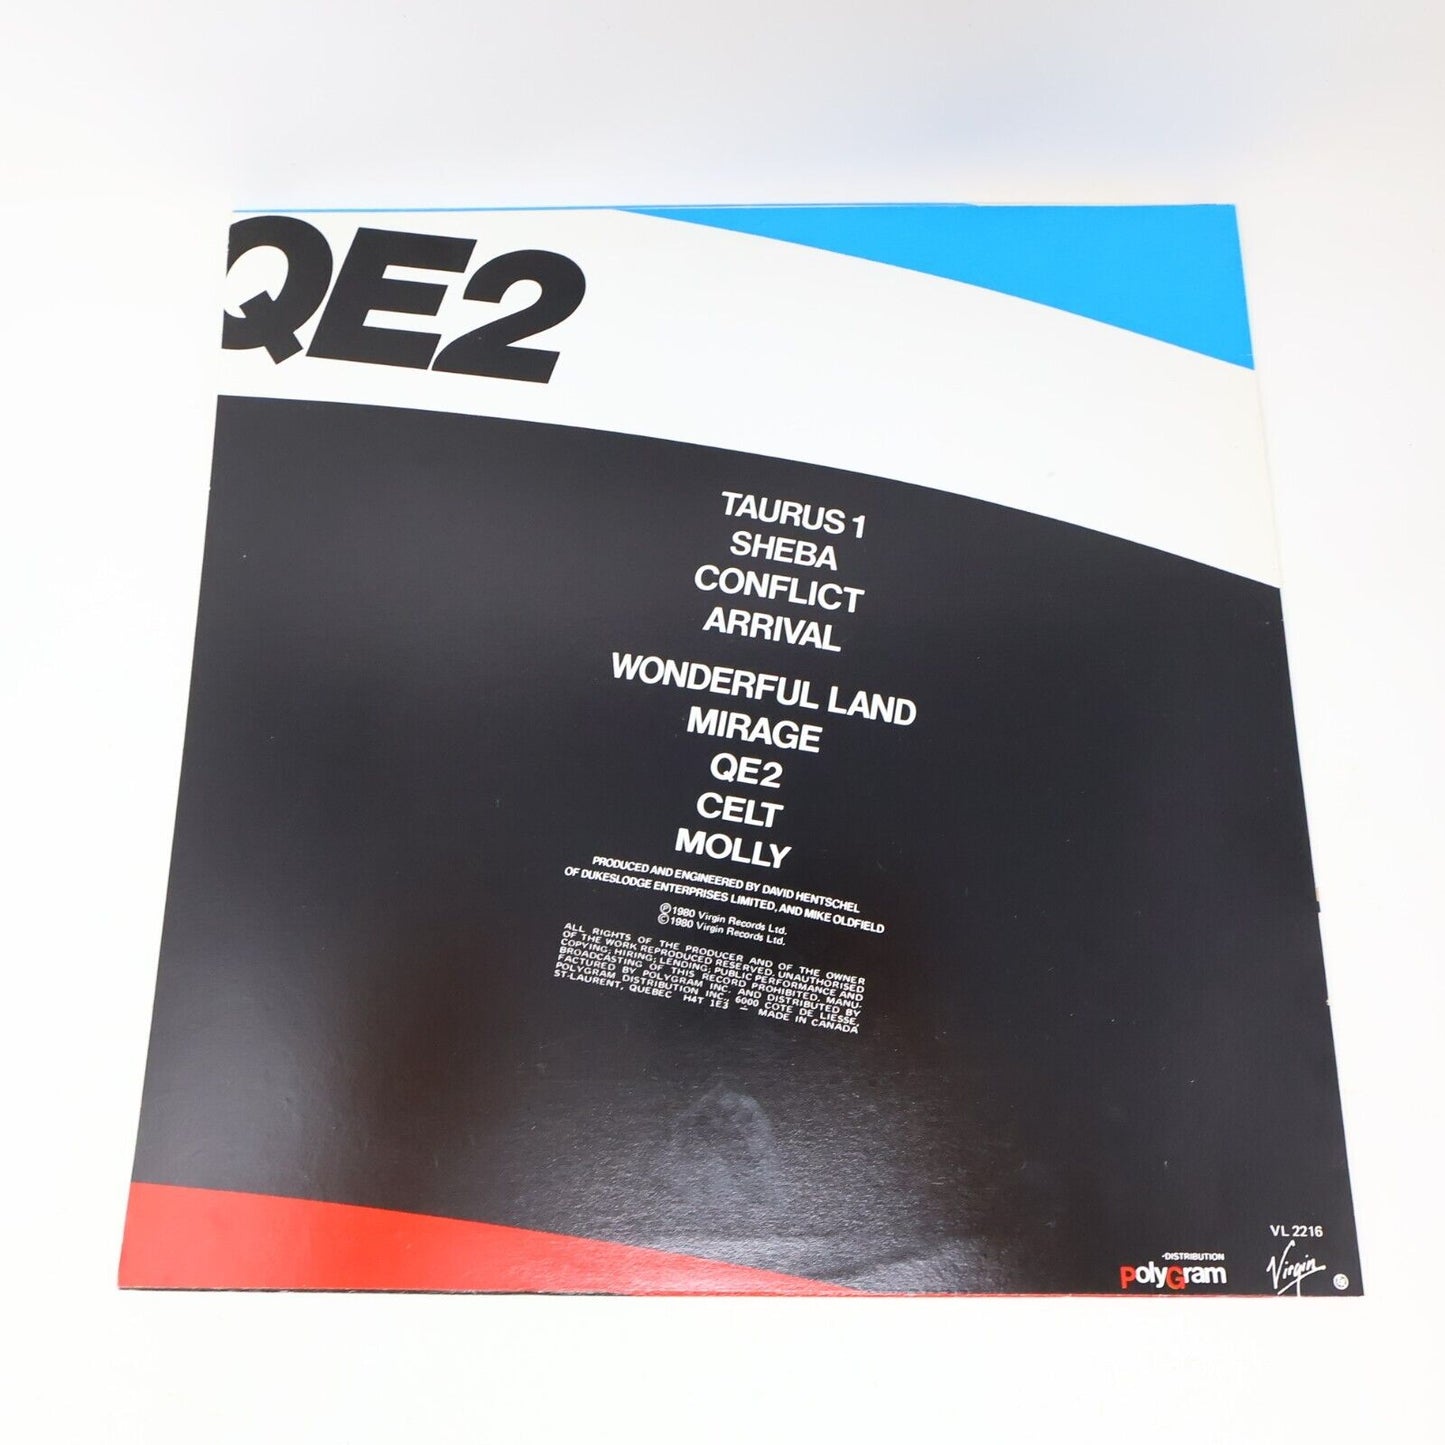 QE2
TAURUS 1
SHEBA
CONFLICT
ARRIVAL
WONDERFUL LAND
MIRAGE
QE2
CELT
MOLLY
PRODUCED AND ENGINEERED BY DAVID HENTSCHEL
OF DUKESLODGE ENTERPRISES LIMITED, AND MIKE OLDFIELD
℗1980 Virgin Records Ltd.
©1980 Virgin Records Ltd.
ALL RIGHTS OF THE PRODUCER AND OF THE OWNER
OF THE WORK REPRODUCED RESERVED. UNAUTHORISED
COPYING; HIRING; LENDING; PUBLIC PERFORMANCE AND
BROADCASTING OF THIS RECORD PROHIBITED. MANU-
FACTURED BY POLYGRAM INC. AND DISTRIBUTED BY
POLYGRAM DISTRIBUTION INC., 6000 COTE DE LIESSE,
ST-LAURENT, QUEBEC H4T 1E3 – MADE IN CANADA
VL 2216
-DISTRIBUTION
PolyGram
Virgin